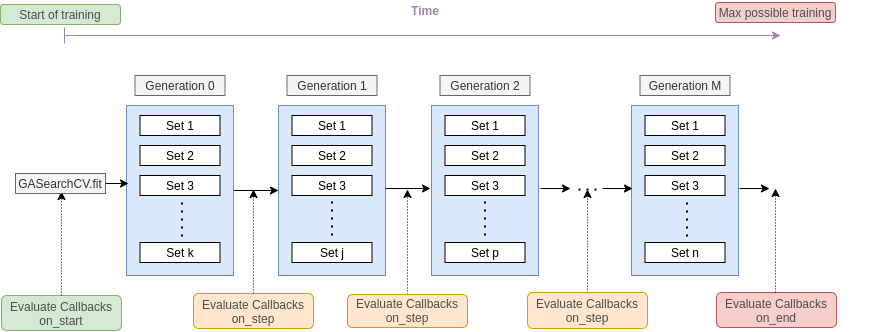 Start of training
Time
Max possible training
Generation 0
Generation 1
Generation 2
Generation M
Set 1
Set 2
Set 3
Set k
Set 1
Set 2
Set 3
Set j
Set 1
Set 2
Set 3
Set p
Set 1
Set 2
Set 3
Set n
GASearchCV.fit
Evaluate Callbacks
on_start
Evaluate Callbacks
on_step
Evaluate Callbacks
on_step
Evaluate Callbacks
on_step
Evaluate Callbacks
on_end